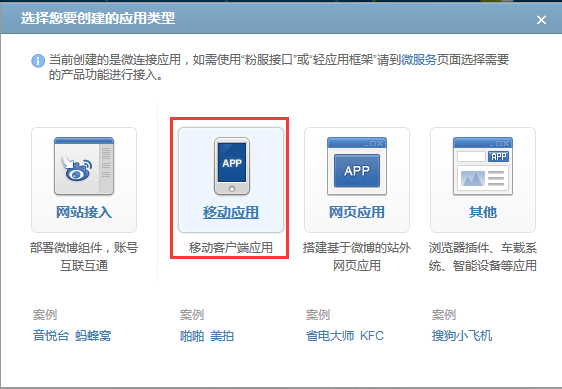 选择您要创建的应用类型
当前创建的是微连接应用，如需使用“粉服接口”或“轻应用框架”请到微服务页面选择需要
的产品功能进行接入。
APP
APP
APP
网站接入
移动应用
网页应用
其他
部署微博组件，账号
互联互通
移动客户端应用
搭建基于微博的站外
网页应用
浏览器插件、车载系
统、智能设备等应用
案例
案例
案例
案例
音悦台 蚂蜂窝
啪啪 美拍
省电大师 KFC
搜狗小飞机